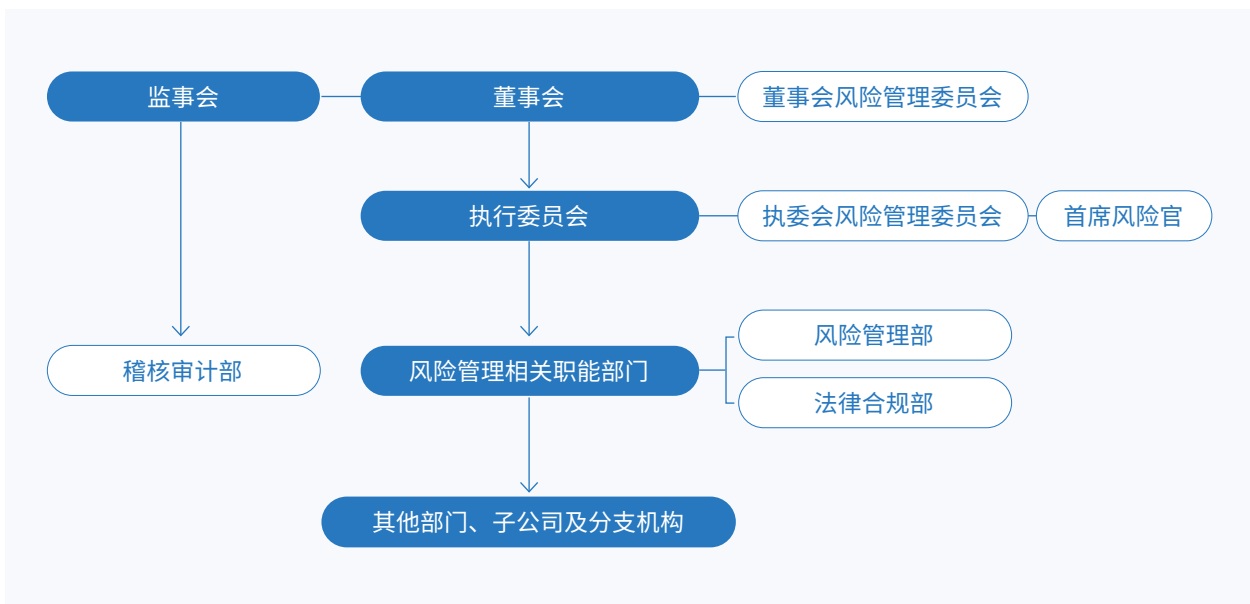 监事会
董事会
董事会风险管理委员会
执行委员会
执委会风险管理委员会
首席风险官
风险管理部
稽核审计部
风险管理相关职能部门
法律合规部
其他部门、子公司及分支机构